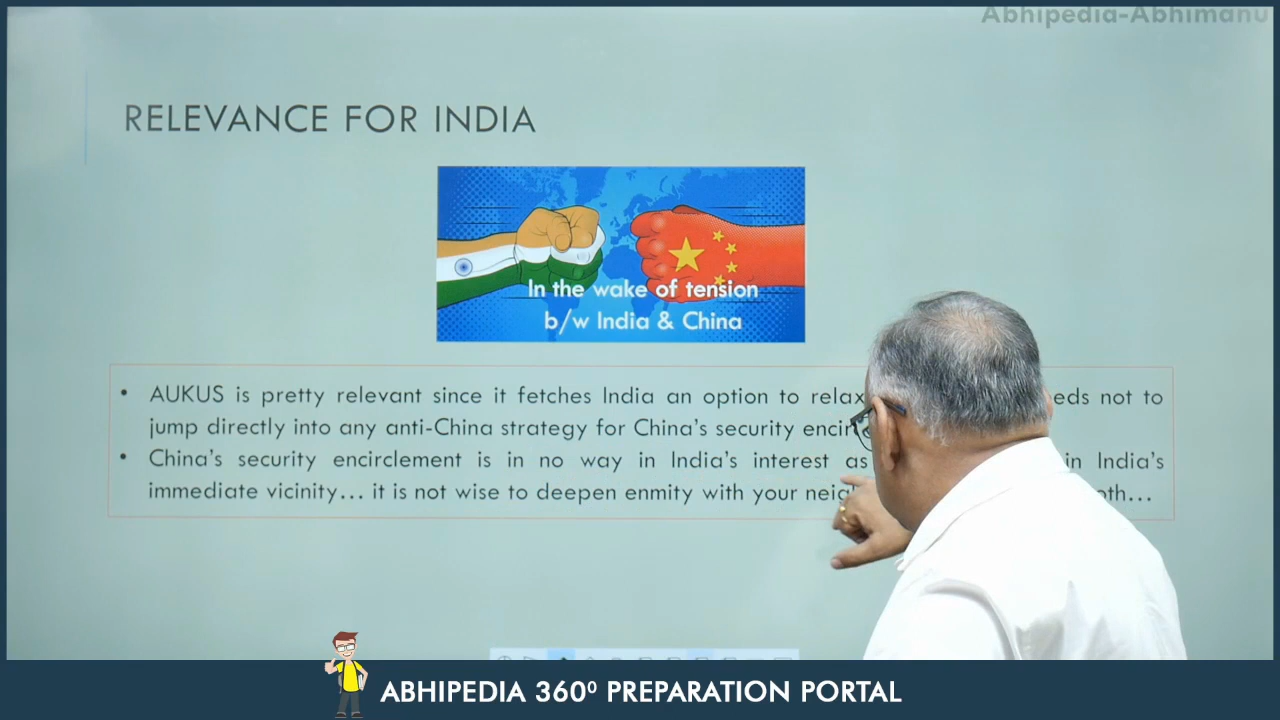 Abhipedia-Abhimanu
RELEVANCE FOR INDIA
In the wake of tension
b/w India & China
• AUKUS is pretty relevant since it fetches India an option to relax not to
jump directly into any anti-China strategy for China's security
• China's security encirclement is in no way in India's interest as in India's
immediate vicinity... it is not wise to deepen enmity with your
ABHIPEDIA 360⁰ PREPARATION PORTAL